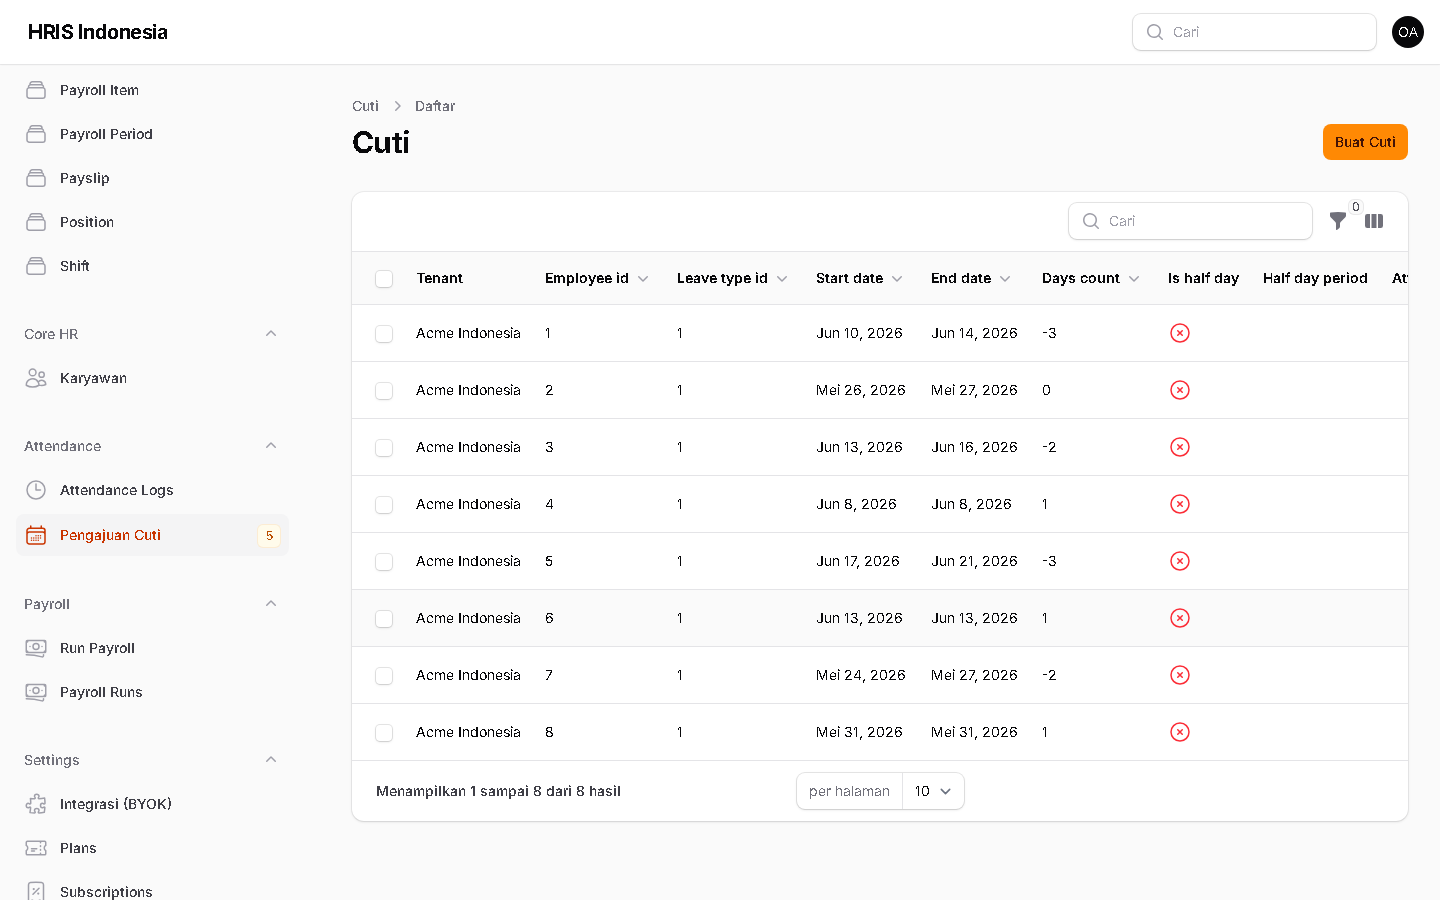 HRIS Indonesia
Cari
OA
Payroll Item
Payroll Period
Payslip
Position
Shift
Core HR
Karyawan
Attendance
Attendance Logs
Pengajuan Cuti 5
Payroll
Run Payroll
Payroll Runs
Settings
Integrasi (BYOK)
Plans
Subscriptions
Cuti > Daftar
Cuti
Buat Cuti
Cari
0
Tenant Employee id Leave type id Start date End date Days count Is half day Half day period
Acme Indonesia 1 1 Jun 10, 2026 Jun 14, 2026 -3
Acme Indonesia 2 1 Mei 26, 2026 Mei 27, 2026 0
Acme Indonesia 3 1 Jun 13, 2026 Jun 16, 2026 -2
Acme Indonesia 4 1 Jun 8, 2026 Jun 8, 2026 1
Acme Indonesia 5 1 Jun 17, 2026 Jun 21, 2026 -3
Acme Indonesia 6 1 Jun 13, 2026 Jun 13, 2026 1
Acme Indonesia 7 1 Mei 24, 2026 Mei 27, 2026 -2
Acme Indonesia 8 1 Mei 31, 2026 Mei 31, 2026 1
Menampilkan 1 sampai 8 dari 8 hasil
per halaman 10